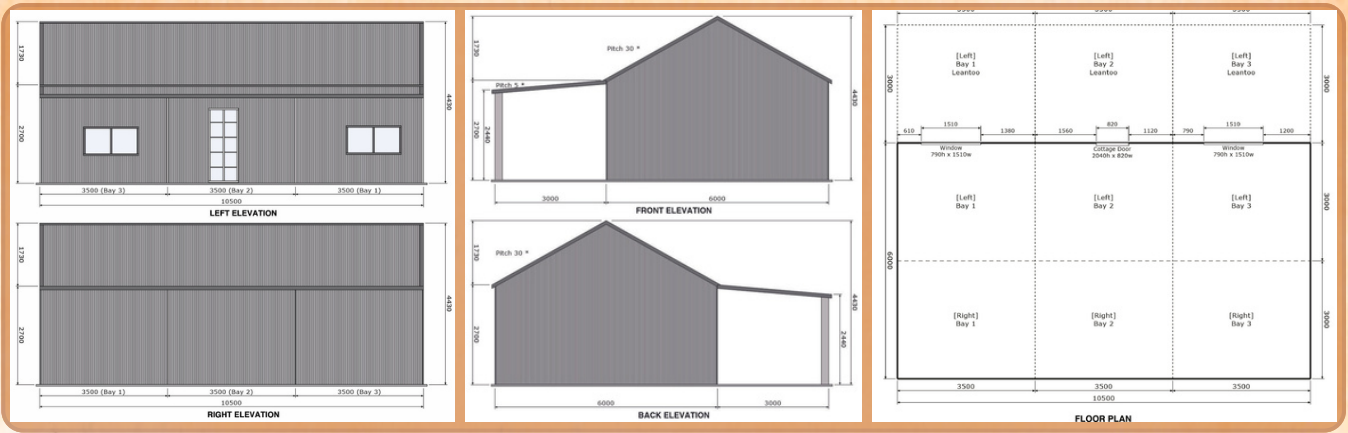 1730
2700
4430
3500 (Bay 3)
3500 (Bay 2)
3500 (Bay 1)
10500
LEFT ELEVATION
1730
2700
4430
3500 (Bay 1)
3500 (Bay 2)
3500 (Bay 3)
10500
RIGHT ELEVATION
Pitch 30 °
Pitch 5 °
1730
2700
2440
4430
3000
6000
FRONT ELEVATION
Pitch 30 °
1730
2700
2440
4430
6000
3000
BACK ELEVATION
3500
3500
3500
[Left]
Bay 1
Leantoo
[Left]
Bay 2
Leantoo
[Left]
Bay 3
Leantoo
3000
3000
610
1510
1380
1560
820
1120
790
1510
1200
Window
790h x 1510w
Cottage Door
2040h x 820w
Window
790h x 1510w
[Left]
Bay 1
[Left]
Bay 2
[Left]
Bay 3
6000
3000
[Right]
Bay 1
[Right]
Bay 2
[Right]
Bay 3
3000
3500
3500
3500
10500
FLOOR PLAN